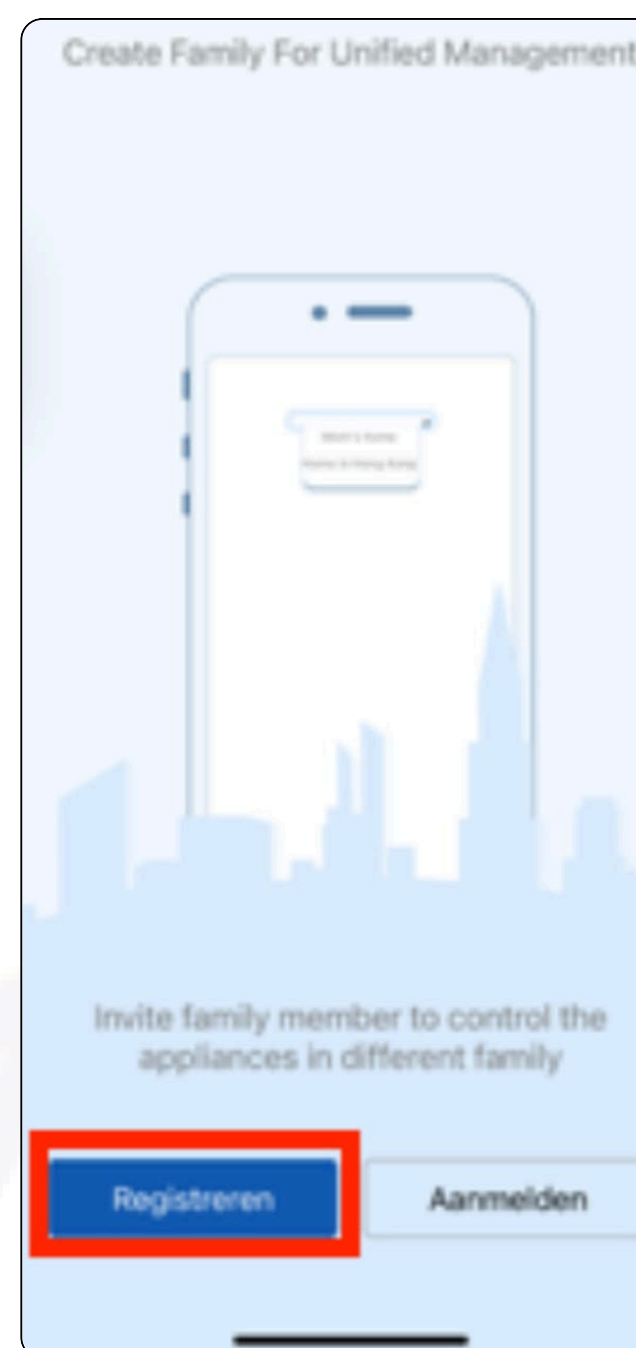 Create Family For Unified Management
Invite family member to control the
appliances in different family
Registreren
Aanmelden